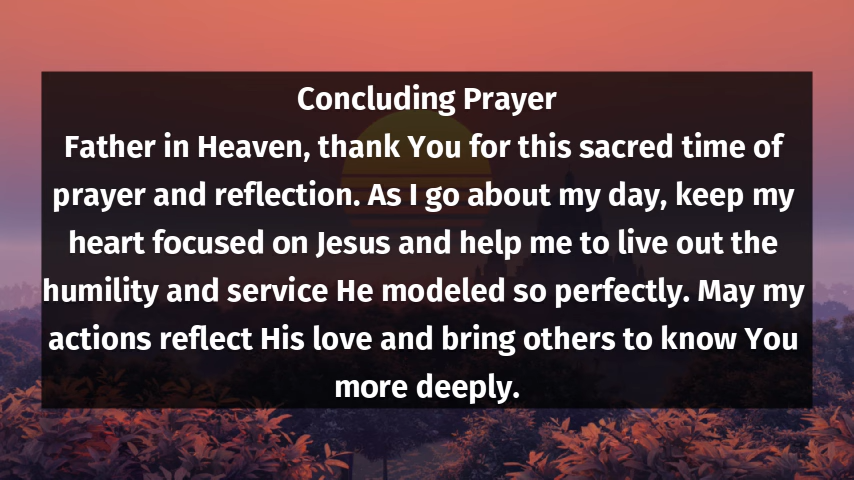 Concluding Prayer
Father in Heaven, thank You for this sacred time of
prayer and reflection. As I go about my day, keep my
heart focused on Jesus and help me to live out the
humility and service He modeled so perfectly. May my
actions reflect His love and bring others to know You
more deeply.